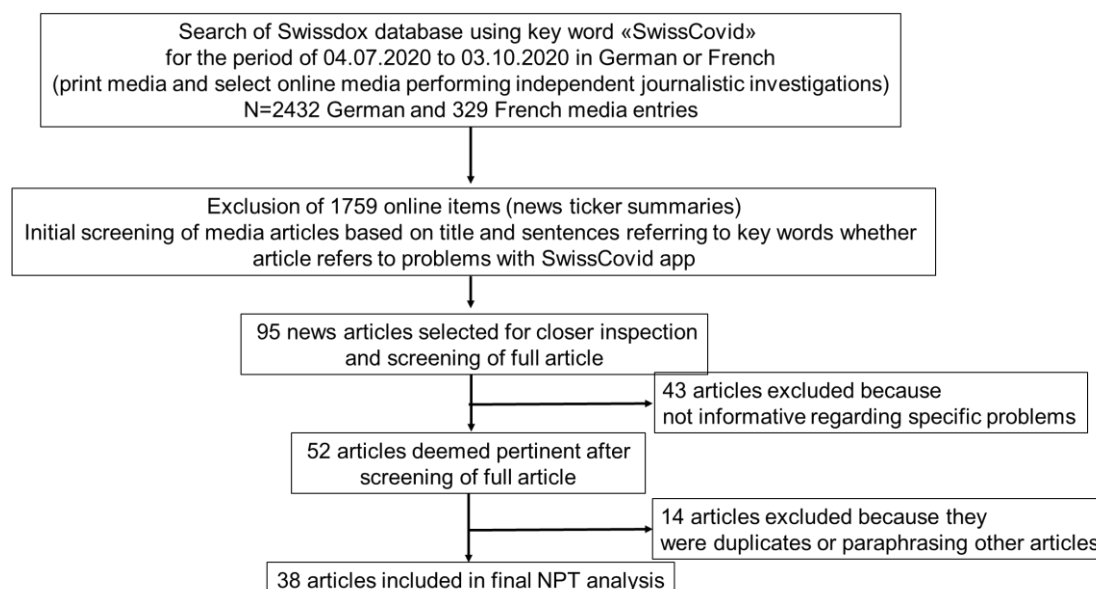 Search of Swissdox database using key word «SwissCovid»
for the period of 04.07.2020 to 03.10.2020 in German or French
(print media and select online media performing independent journalistic investigations)
N=2432 German and 329 French media entries
Exclusion of 1759 online items (news ticker summaries)
Initial screening of media articles based on title and sentences referring to key words whether
article refers to problems with SwissCovid app
95 news articles selected for closer inspection
and screening of full article
43 articles excluded because
not informative regarding specific problems
52 articles deemed pertinent after
screening of full article
14 articles excluded because they
were duplicates or paraphrasing other articles
38 articles included in final NPT analysis